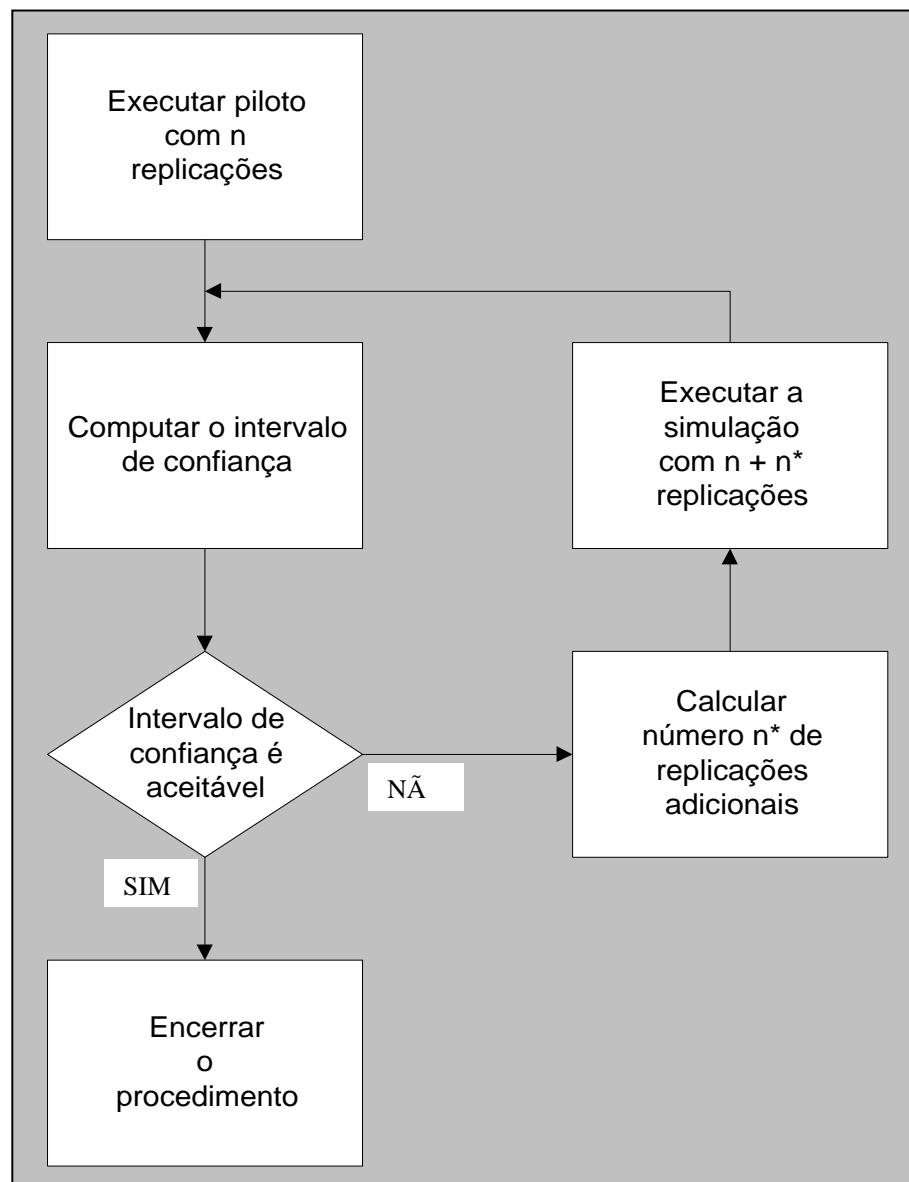 Executar piloto
com n
replicações
Computar o intervalo
de confiança
Intervalo de
confiança é
aceitável
SIM
NÃ
Encerrar
o
procedimento
Calcular
número n* de
replicações
adicionais
Executar a
simulação
com n + n*
replicações